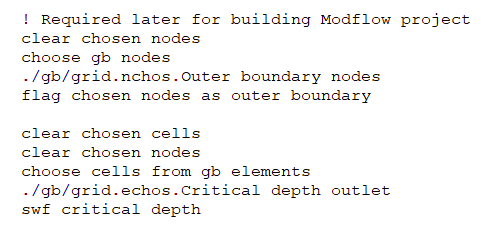 ! Required later for building Modflow project
clear chosen nodes
choose gb nodes
./gb/grid.nchos.Outer boundary nodes
flag chosen nodes as outer boundary

clear chosen cells
clear chosen nodes
choose cells from gb elements
./gb/grid.echos.Critical depth outlet
swf critical depth